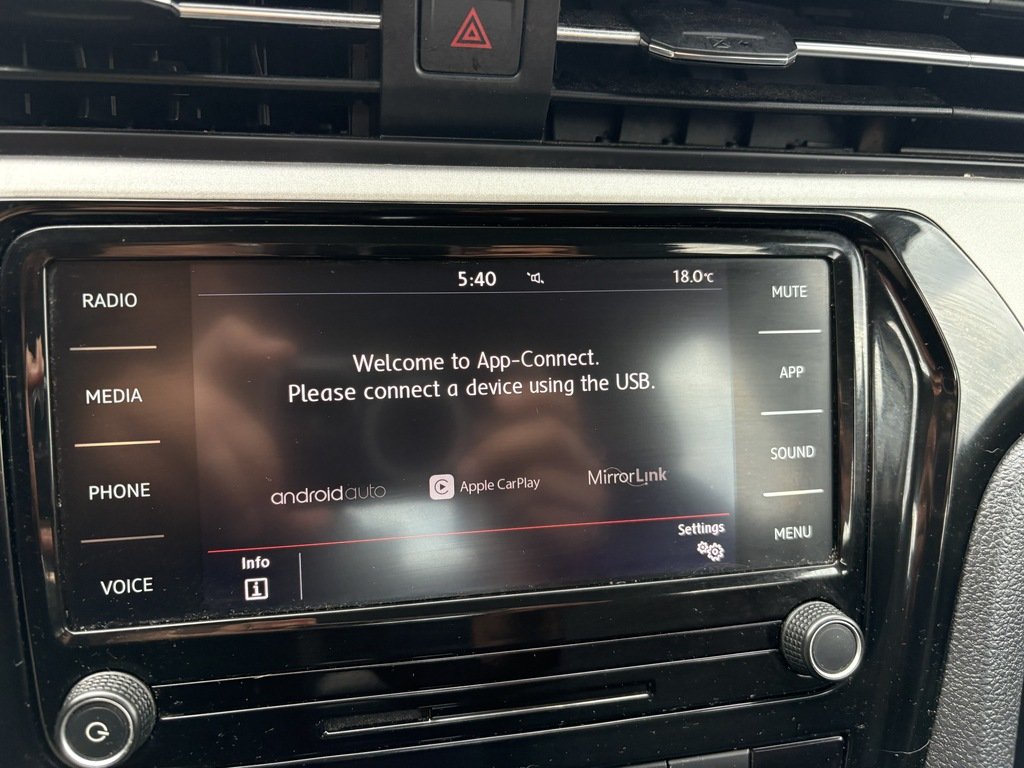 5:40 18.0°C
RADIO
MEDIA
PHONE
VOICE
Welcome to App-Connect.
Please connect a device using the USB.
androidauto
Apple CarPlay
MirrorLink
Info
Settings
MUTE
APP
SOUND
MENU